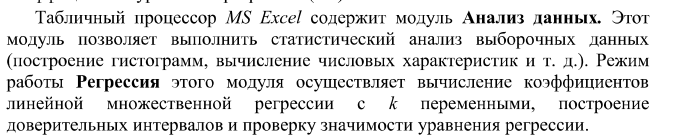 Табличный процессор MS Excel содержит модуль Анализ данных. Этот
модуль позволяет выполнить статистический анализ выборочных данных
(построение гистограмм, вычисление числовых характеристик и т. д.). Режим
работы Регрессия этого модуля осуществляет вычисление коэффициентов
линейной множественной регрессии с k переменными, построение
доверительных интервалов и проверку значимости уравнения регрессии.